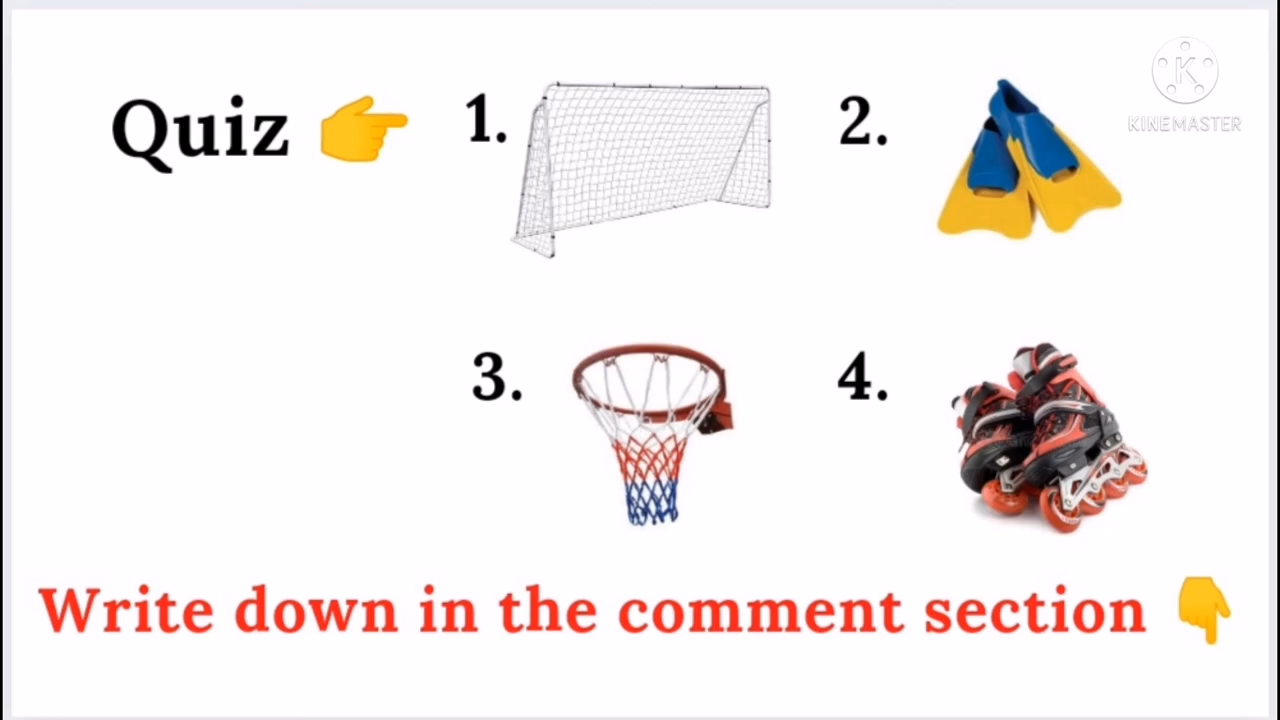 Quiz 👉 1. 2.
KINEMASTER
3. 4.
Write down in the comment section 👇